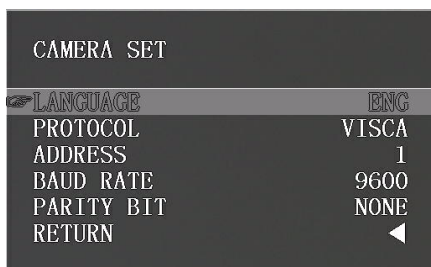 CAMERA SET
LANGUAGE ENG
PROTOCOL VISCA
ADDRESS 1
BAUD RATE 9600
PARITY BIT NONE
RETURN